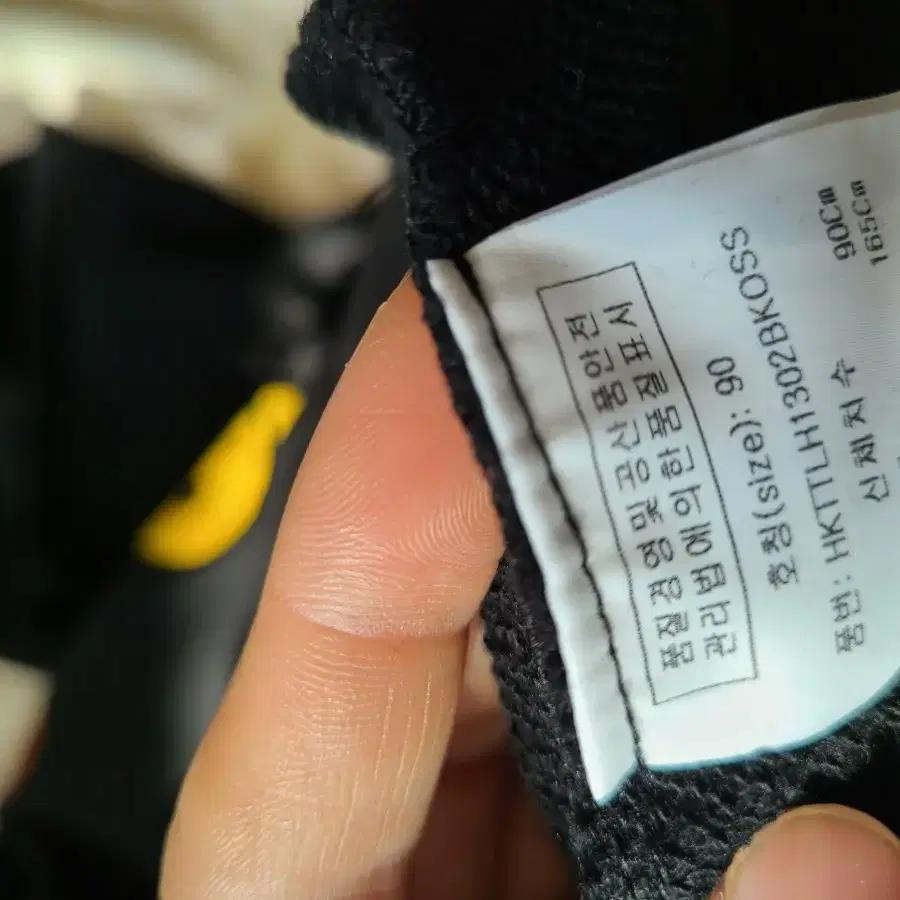 품질경영및공산품안전
관리법에의한품질표시
호칭(size): 90
품번: HKTTLH1302BKOSS
신체치수
90Cm
165Cm